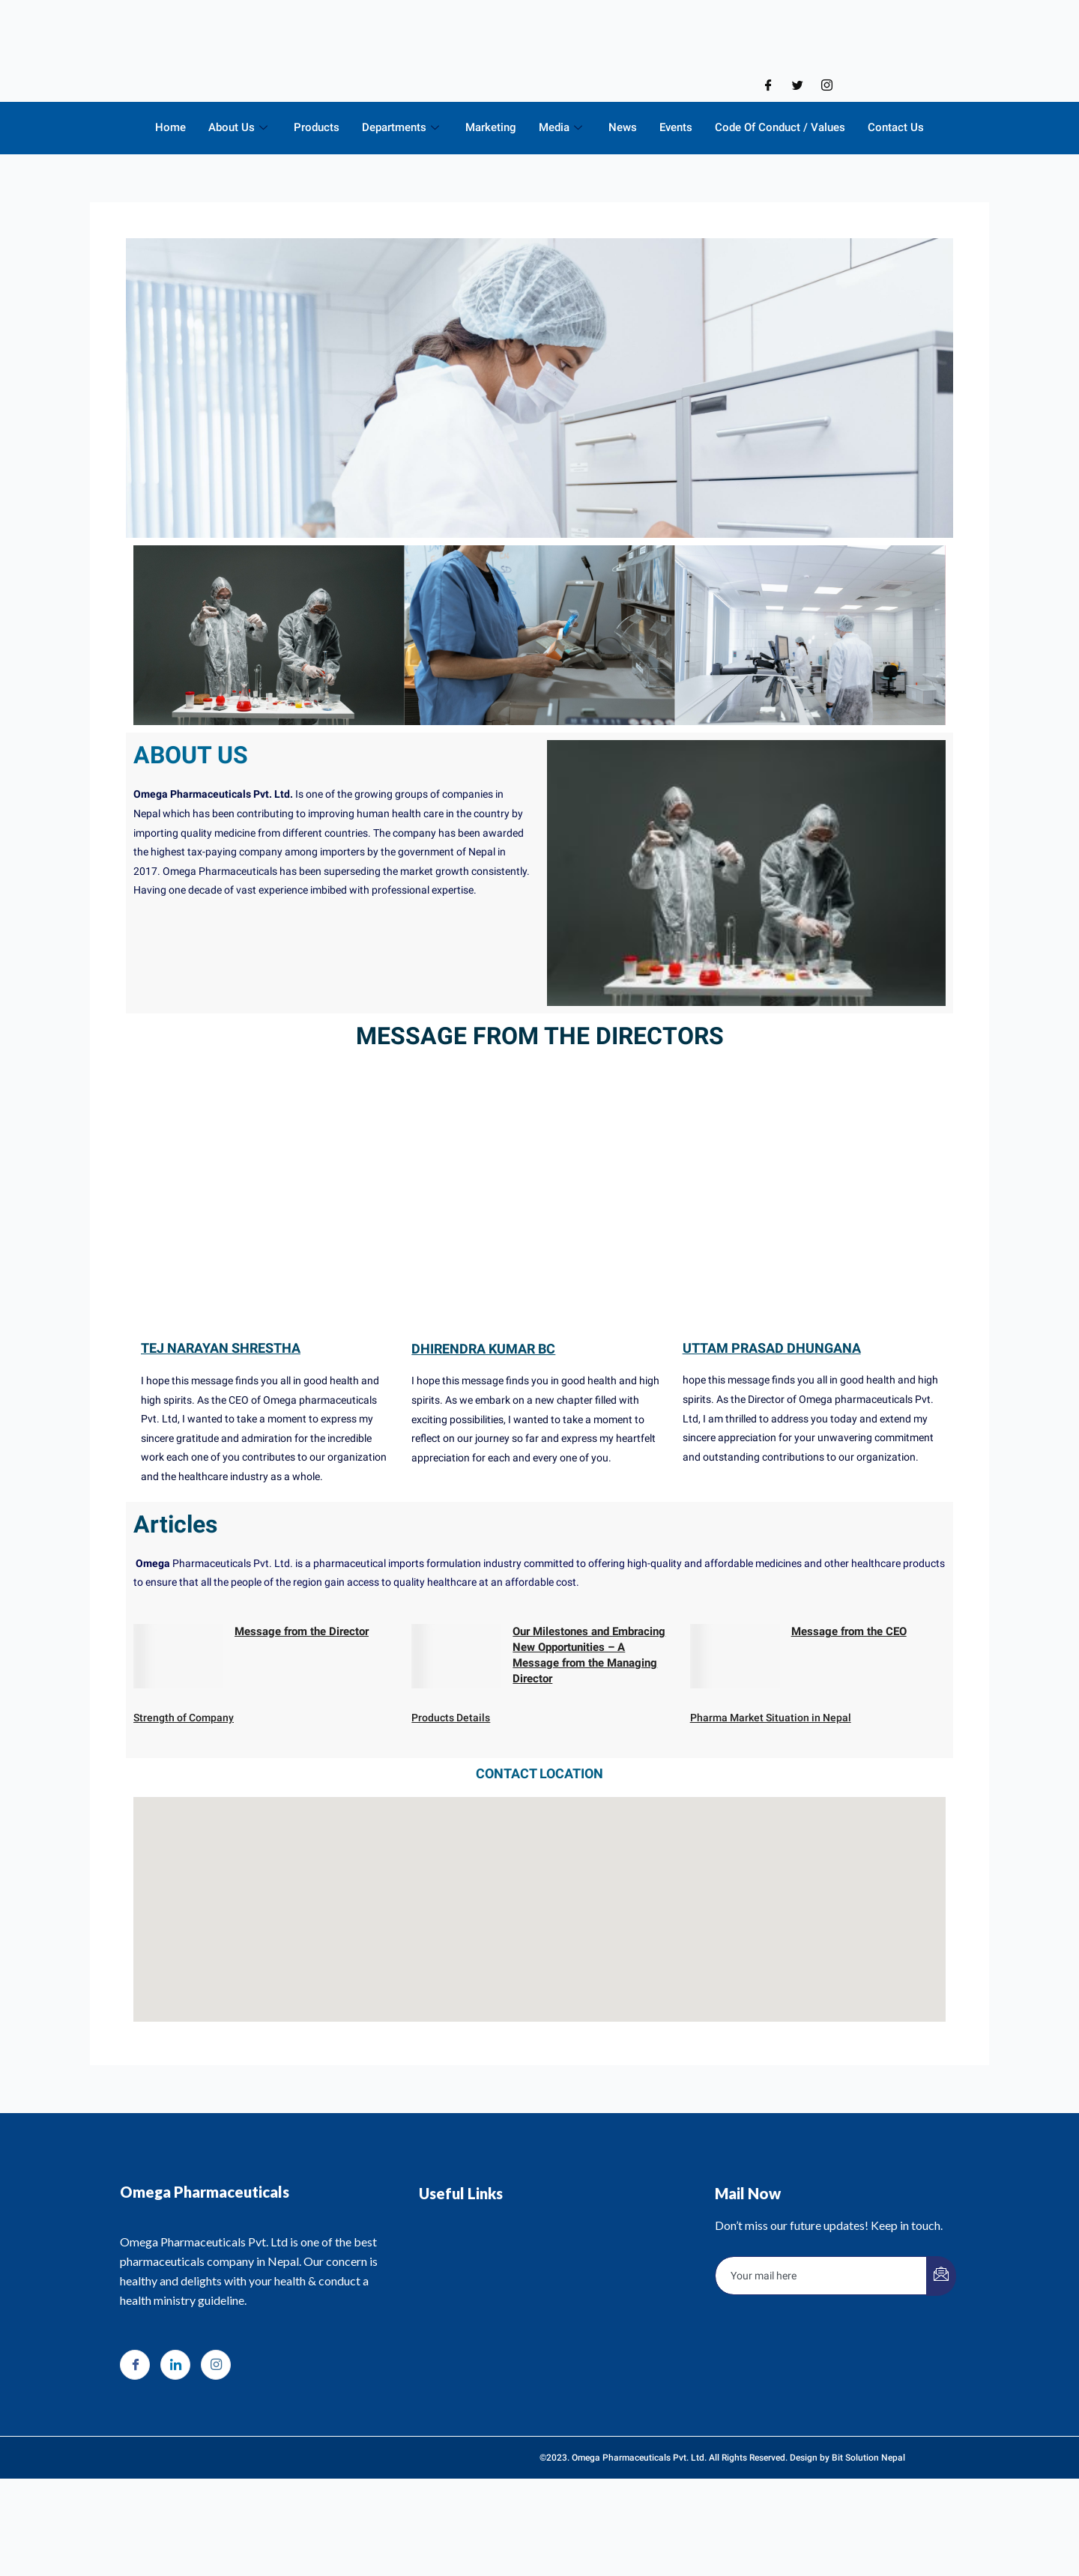 Home About Us Products Departments Marketing Media News Events Code Of Conduct / Values Contact Us
ABOUT US
Omega Pharmaceuticals Pvt. Ltd. Is one of the growing groups of companies in
Nepal which has been contributing to improving human health care in the country by
importing quality medicine from different countries. The company has been awarded
the highest tax-paying company among importers by the government of Nepal in
2017. Omega Pharmaceuticals has been superseding the market growth consistently.
Having one decade of vast experience imbibed with professional expertise.
MESSAGE FROM THE DIRECTORS
TEJ NARAYAN SHRESTHA
I hope this message finds you all in good health and
high spirits. As the CEO of Omega pharmaceuticals
Pvt. Ltd, I wanted to take a moment to express my
sincere gratitude and admiration for the incredible
work each one of you contributes to our organization
and the healthcare industry as a whole.
DHIRENDRA KUMAR BC
I hope this message finds you in good health and high
spirits. As we embark on a new chapter filled with
exciting possibilities, I wanted to take a moment to
reflect on our journey so far and express my heartfelt
appreciation for each and every one of you.
UTTAM PRASAD DHUNGANA
hope this message finds you all in good health and high
spirits. As the Director of Omega pharmaceuticals Pvt.
Ltd, I am thrilled to address you today and extend my
sincere appreciation for your unwavering commitment
and outstanding contributions to our organization.
Articles
Omega Pharmaceuticals Pvt. Ltd. is a pharmaceutical imports formulation industry committed to offering high-quality and affordable medicines and other healthcare products
to ensure that all the people of the region gain access to quality healthcare at an affordable cost.
Message from the Director
Our Milestones and Embracing
New Opportunities – A
Message from the Managing
Director
Message from the CEO
Strength of Company
Products Details
Pharma Market Situation in Nepal
CONTACT LOCATION
Omega Pharmaceuticals
Omega Pharmaceuticals Pvt. Ltd is one of the best
pharmaceuticals company in Nepal. Our concern is
healthy and delights with your health & conduct a
health ministry guideline.
Useful Links
Mail Now
Don't miss our future updates! Keep in touch.
Your mail here
©2023. Omega Pharmaceuticals Pvt. Ltd. All Rights Reserved. Design by Bit Solution Nepal